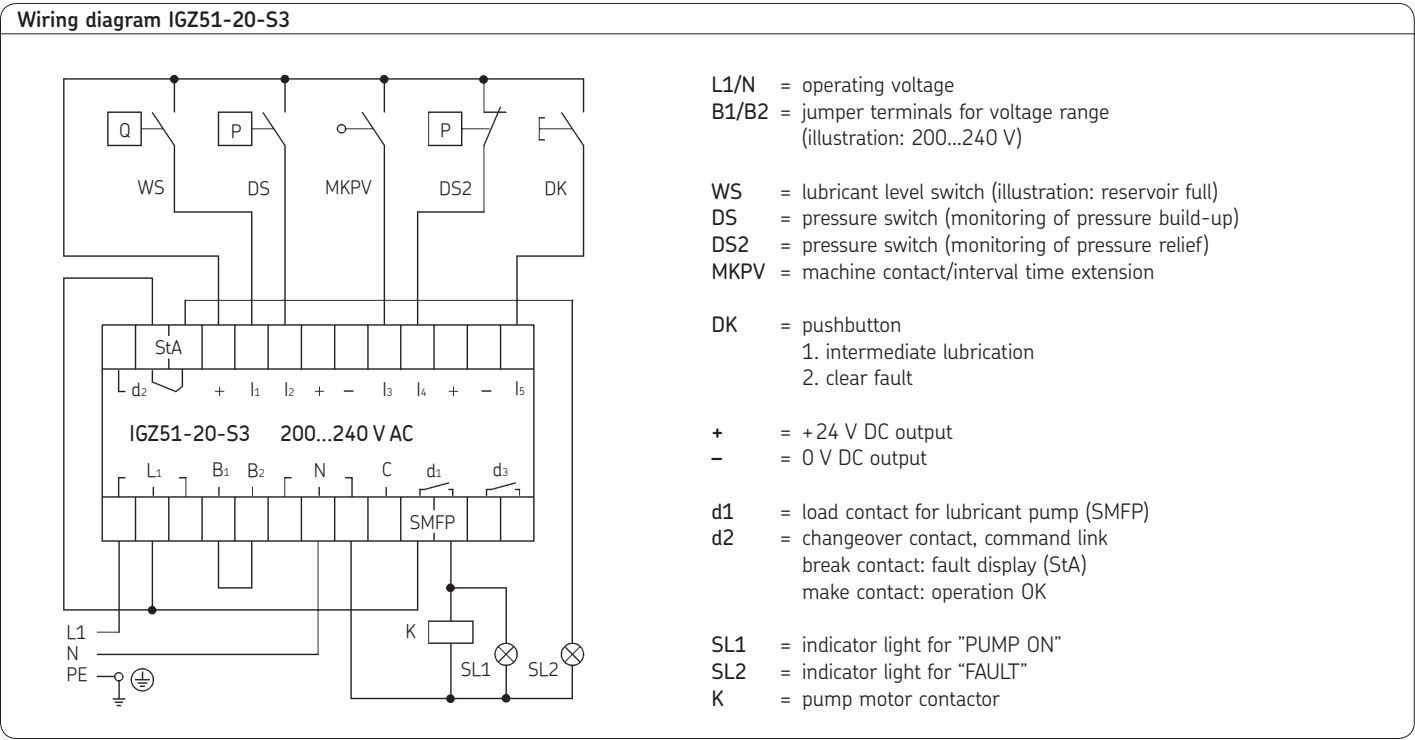 Wiring diagram IGZ51-20-S3
Q
P
P
WS
DS
MKPV
DS2
DK
StA
d2
+ I1 I2 + − I3 I4 + − I5
IGZ51-20-S3 200...240 V AC
L1 B1 B2 N C d1 d3
SMFP
L1
N
PE
K
SL1
SL2
L1/N = operating voltage
B1/B2 = jumper terminals for voltage range
(illustration: 200...240 V)
WS = lubricant level switch (illustration: reservoir full)
DS = pressure switch (monitoring of pressure build-up)
DS2 = pressure switch (monitoring of pressure relief)
MKPV = machine contact/interval time extension
DK = pushbutton
1. intermediate lubrication
2. clear fault
+ = +24 V DC output
− = 0 V DC output
d1 = load contact for lubricant pump (SMFP)
d2 = changeover contact, command link
break contact: fault display (StA)
make contact: operation OK
SL1 = indicator light for ”PUMP ON”
SL2 = indicator light for “FAULT”
K = pump motor contactor